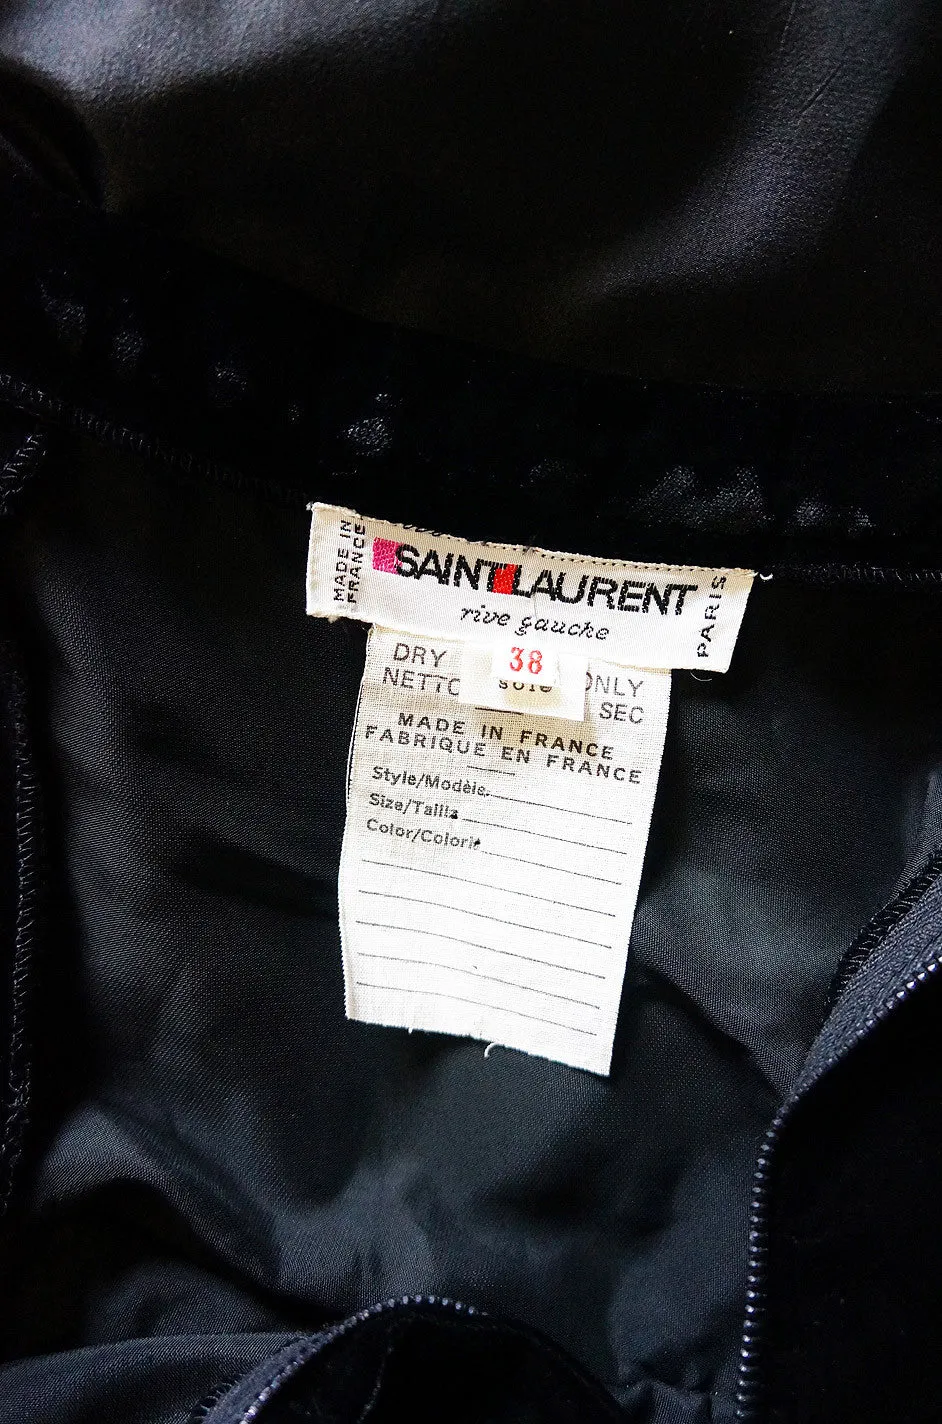 MADE IN
FRANCE
SAINT LAURENT
rive gauche
PARIS
38
soie
DRY ONLY
NETTO SEC
MADE IN FRANCE
FABRIQUE EN FRANCE
Style/Modèle
Size/Taille
Color/Coloris